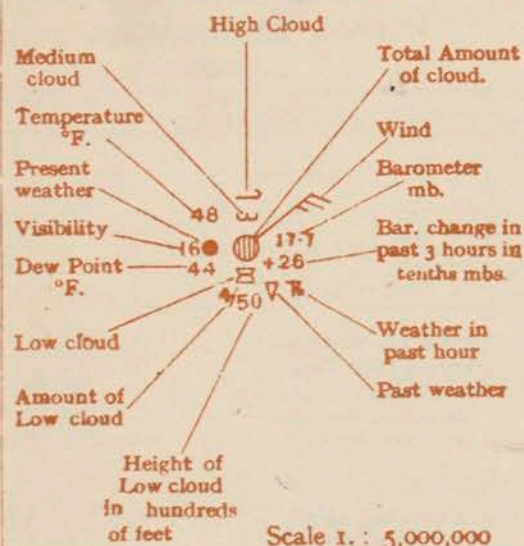 High Cloud
Medium
cloud
Total Amount
of cloud.
Temperature
°F.
Wind
Present
weather
Barometer
mb.
48
Visibility
16
17.7
Bar. change in
past 3 hours in
tenths mbs.
Dew Point
°F.
44
+26
50
Low cloud
Weather in
past hour
Amount of
Low cloud
Past weather
Height of
Low cloud
in hundreds
of feet
Scale 1. : 5,000,000